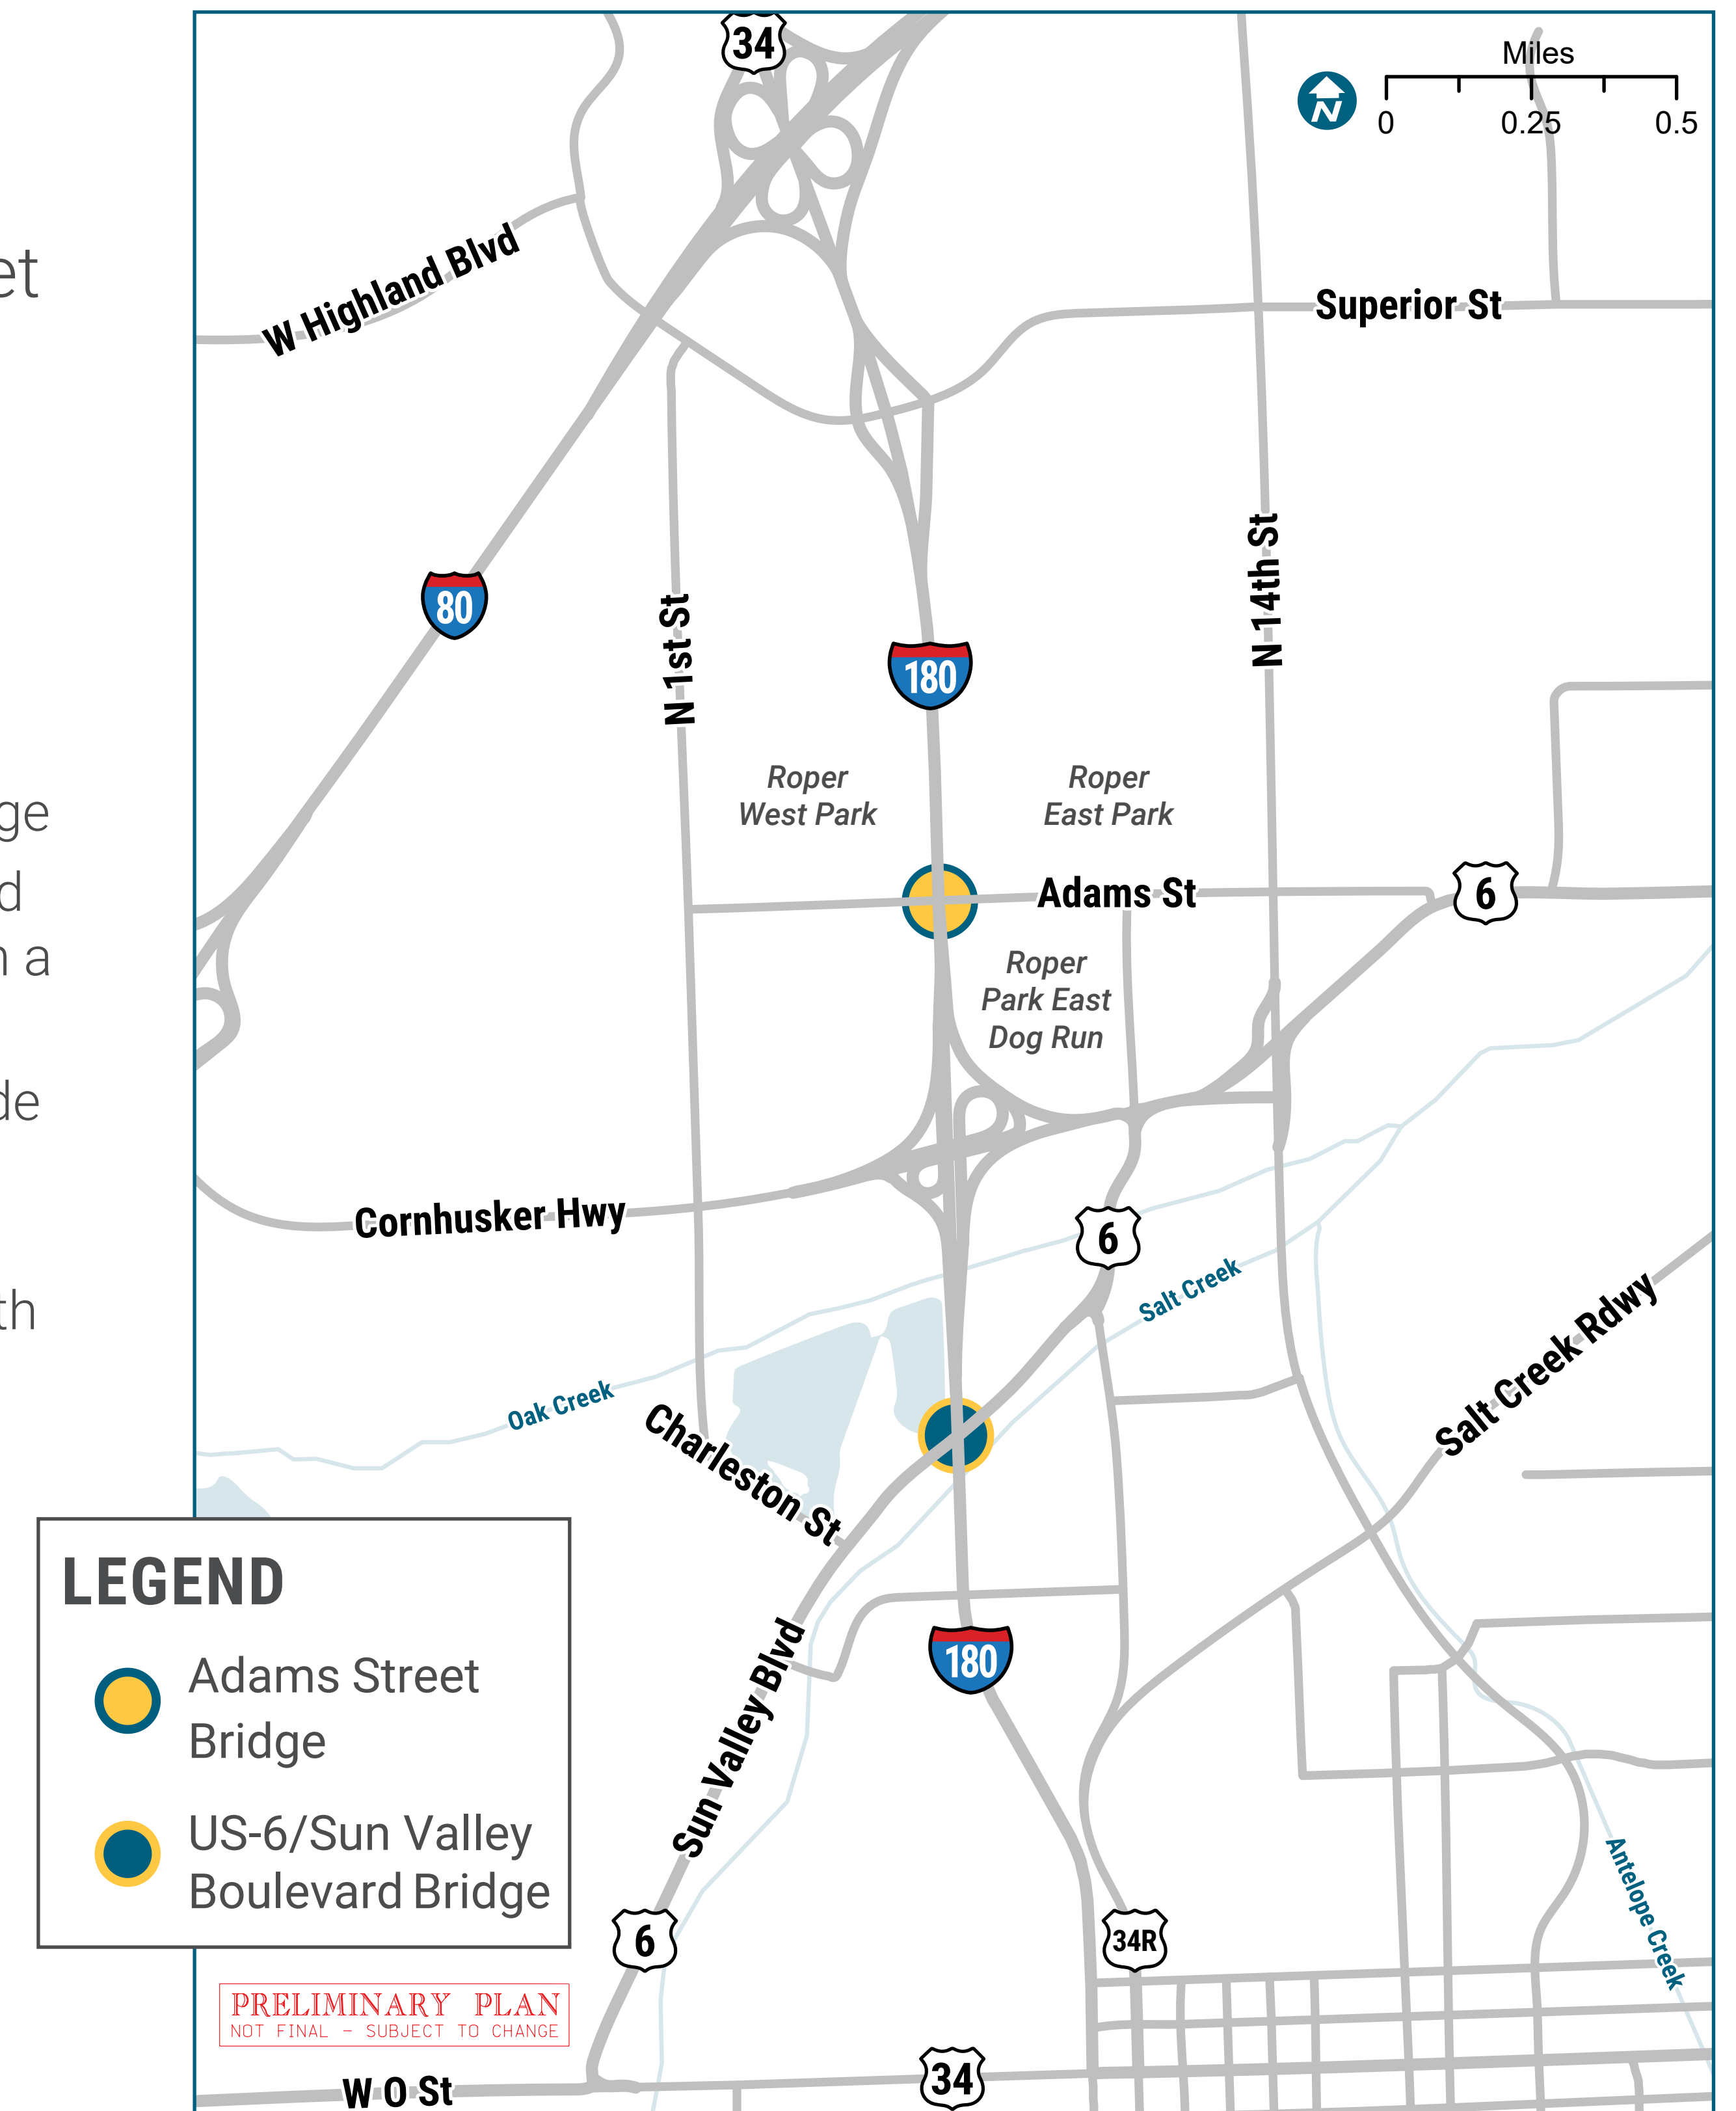 34
Miles
N
0
0.25
0.5
et
W Highland Blvd
Superior St
80
N 1st St
N 14th St
180
Roper
West Park
Roper
East Park
ge
d
n a
Adams St
6
Roper
Park East
Dog Run
de
Cornhusker Hwy
6
Salt Creek
th
Oak Creek
Salt Creek Rdwy
Charleston St
LEGEND
Adams Street
Bridge
US-6/Sun Valley
Boulevard Bridge
180
Sun Valley Blvd
Antelope Creek
6
34R
PRELIMINARY PLAN
NOT FINAL - SUBJECT TO CHANGE
W O St
34